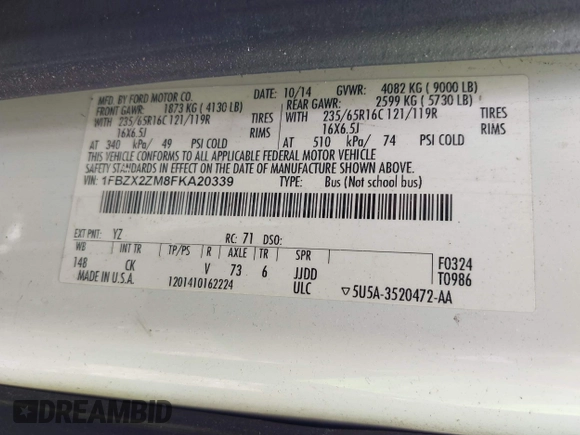 MFD. BY FORD MOTOR CO.
DATE: 10/14 GVWR: 4082 KG ( 9000 LB)
FRONT GAWR: 1873 KG ( 4130 LB)
REAR GAWR: 2599 KG ( 5730 LB)
WITH 235/65R16C 121/119R TIRES
WITH 235/65R16C 121/119R TIRES
16X6.5J RIMS
16X6.5J RIMS
AT 340 kPa/ 49 PSI COLD
AT 510 kPa/ 74 PSI COLD
THIS VEHICLE CONFORMS TO ALL APPLICABLE FEDERAL MOTOR VEHICLE
SAFETY STANDARDS IN EFFECT ON THE DATE OF MANUFACTURE SHOWN ABOVE.
VIN: 1FBZX2ZM8FKA20339 TYPE: Bus (Not school bus)
EXT PNT: YZ RC: 71 DSO:
WB INT TR TP/PS R AXLE TR SPR
148 CK V 73 6 JJDD
F0324
T0986
MADE IN U.S.A. 1201410162224 ULC ▽5U5A-3520472-AA
DREAMBID